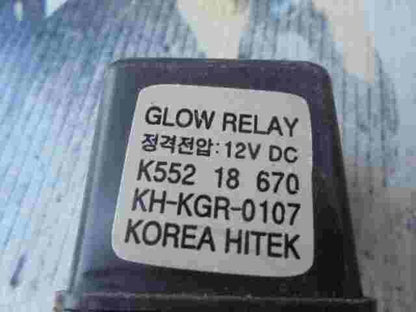 GLOW RELAY
정격전압:12V DC
K552 18 670
KH-KGR-0107
KOREA HITEK